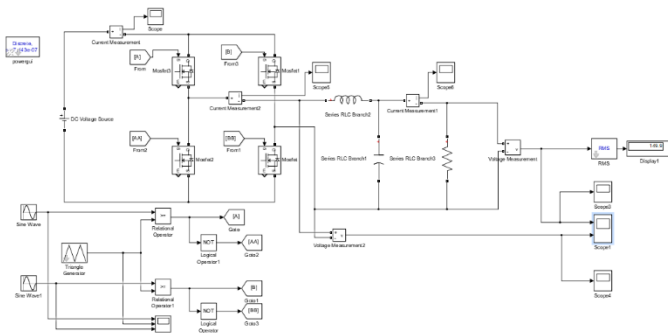 Scope
Current Measurement
powergui
[A]
From
Mosfet3
[B]
From3
Mosfet1
Scope5
Scope6
Current Measurement2
Series RLC Branch2
Current Measurement1
DC Voltage Source
[AA]
From2
Mosfet2
[BB]
From1
Mosfet
Series RLC Branch1
Series RLC Branch3
Voltage Measurement
RMS
RMS
Display1
Scope2
Scope1
Voltage Measurement2
Scope4
Sine Wave
>=
Relational
Operator
[A]
Goto
NOT
Logical
Operator1
[AA]
Goto2
Triangle
Generator
Sine Wave1
>=
Relational
Operator1
[B]
Goto1
NOT
Logical
Operator
[BB]
Goto3